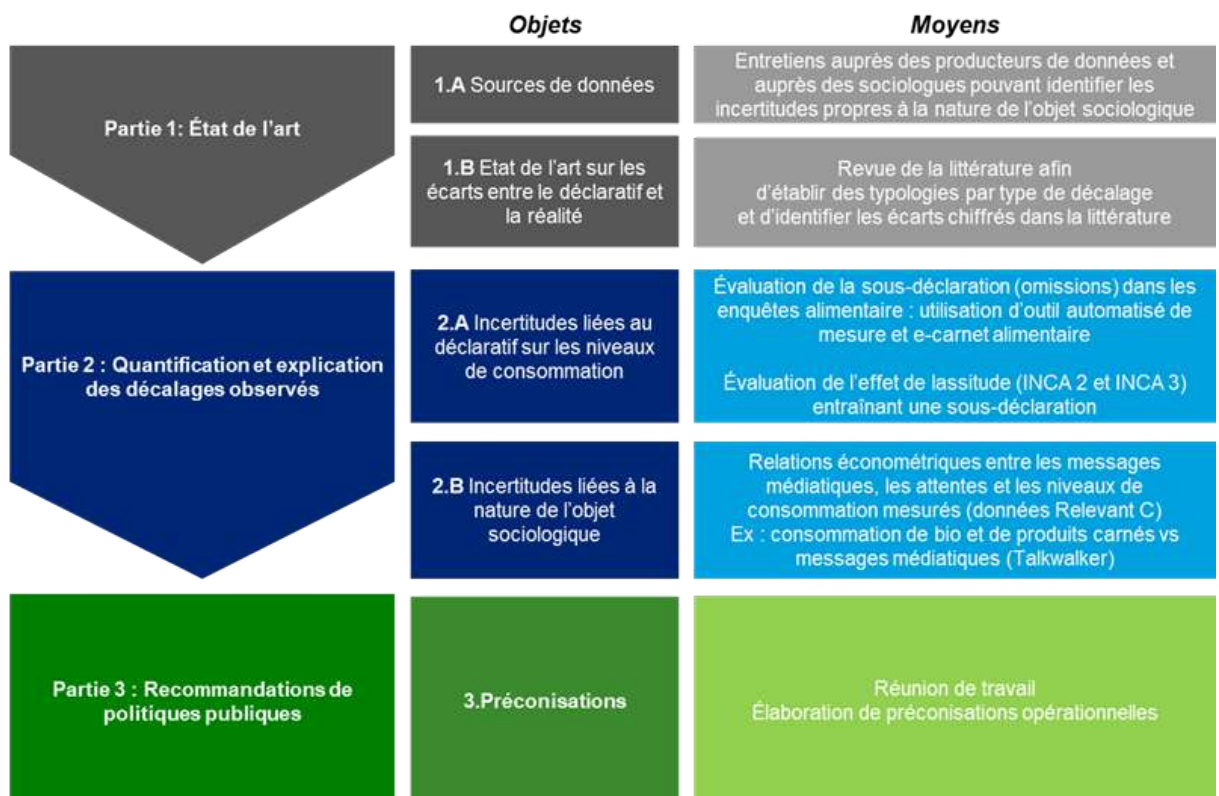 Objets
Moyens
Partie 1: État de l'art
1.A Sources de données
Entretiens auprès des producteurs de données et
auprès des sociologues pouvant identifier les
incertitudes propres à la nature de l'objet sociologique
1.B Etat de l'art sur les
écarts entre le déclaratif et
la réalité
Revue de la littérature afin
d'établir des typologies par type de décalage
et d'identifier les écarts chiffrés dans la littérature
Partie 2 : Quantification et explication
des décalages observés
2.A Incertitudes liées au
déclaratif sur les niveaux
de consommation
Évaluation de la sous-déclaration (omissions) dans les
enquêtes alimentaire : utilisation d'outil automatisé de
mesure et e-carnet alimentaire
Évaluation de l'effet de lassitude (INCA 2 et INCA 3)
entraînant une sous-déclaration
2.B Incertitudes liées à la
nature de l'objet
sociologique
Relations économétriques entre les messages
médiatiques, les attentes et les niveaux de
consommation mesurés (données Relevant C)
Ex : consommation de bio et de produits carnés vs
messages médiatiques (Talkwalker)
Partie 3 : Recommandations de
politiques publiques
3.Préconisations
Réunion de travail
Élaboration de préconisations opérationnelles